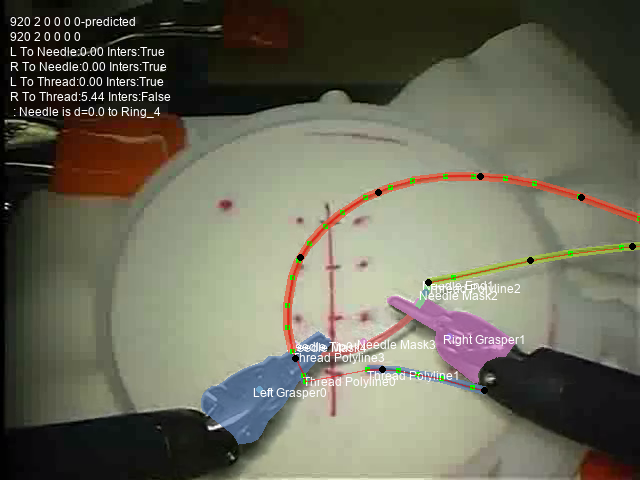 920 2 0 0 0 0-predicted
920 2 0 0 0 0
L To Needle:0.00 Inters:True
R To Needle:0.00 Inters:True
L To Thread:0.00 Inters:True
R To Thread:5.44 Inters:False
: Needle is d=0.0 to Ring_4
Needle End1
Thread Polyline2
Needle Mask2
Right Grasper1
Needle Mask3
Thread Polyline3
Thread Polyline1
Thread Polyline0
Left Grasper0